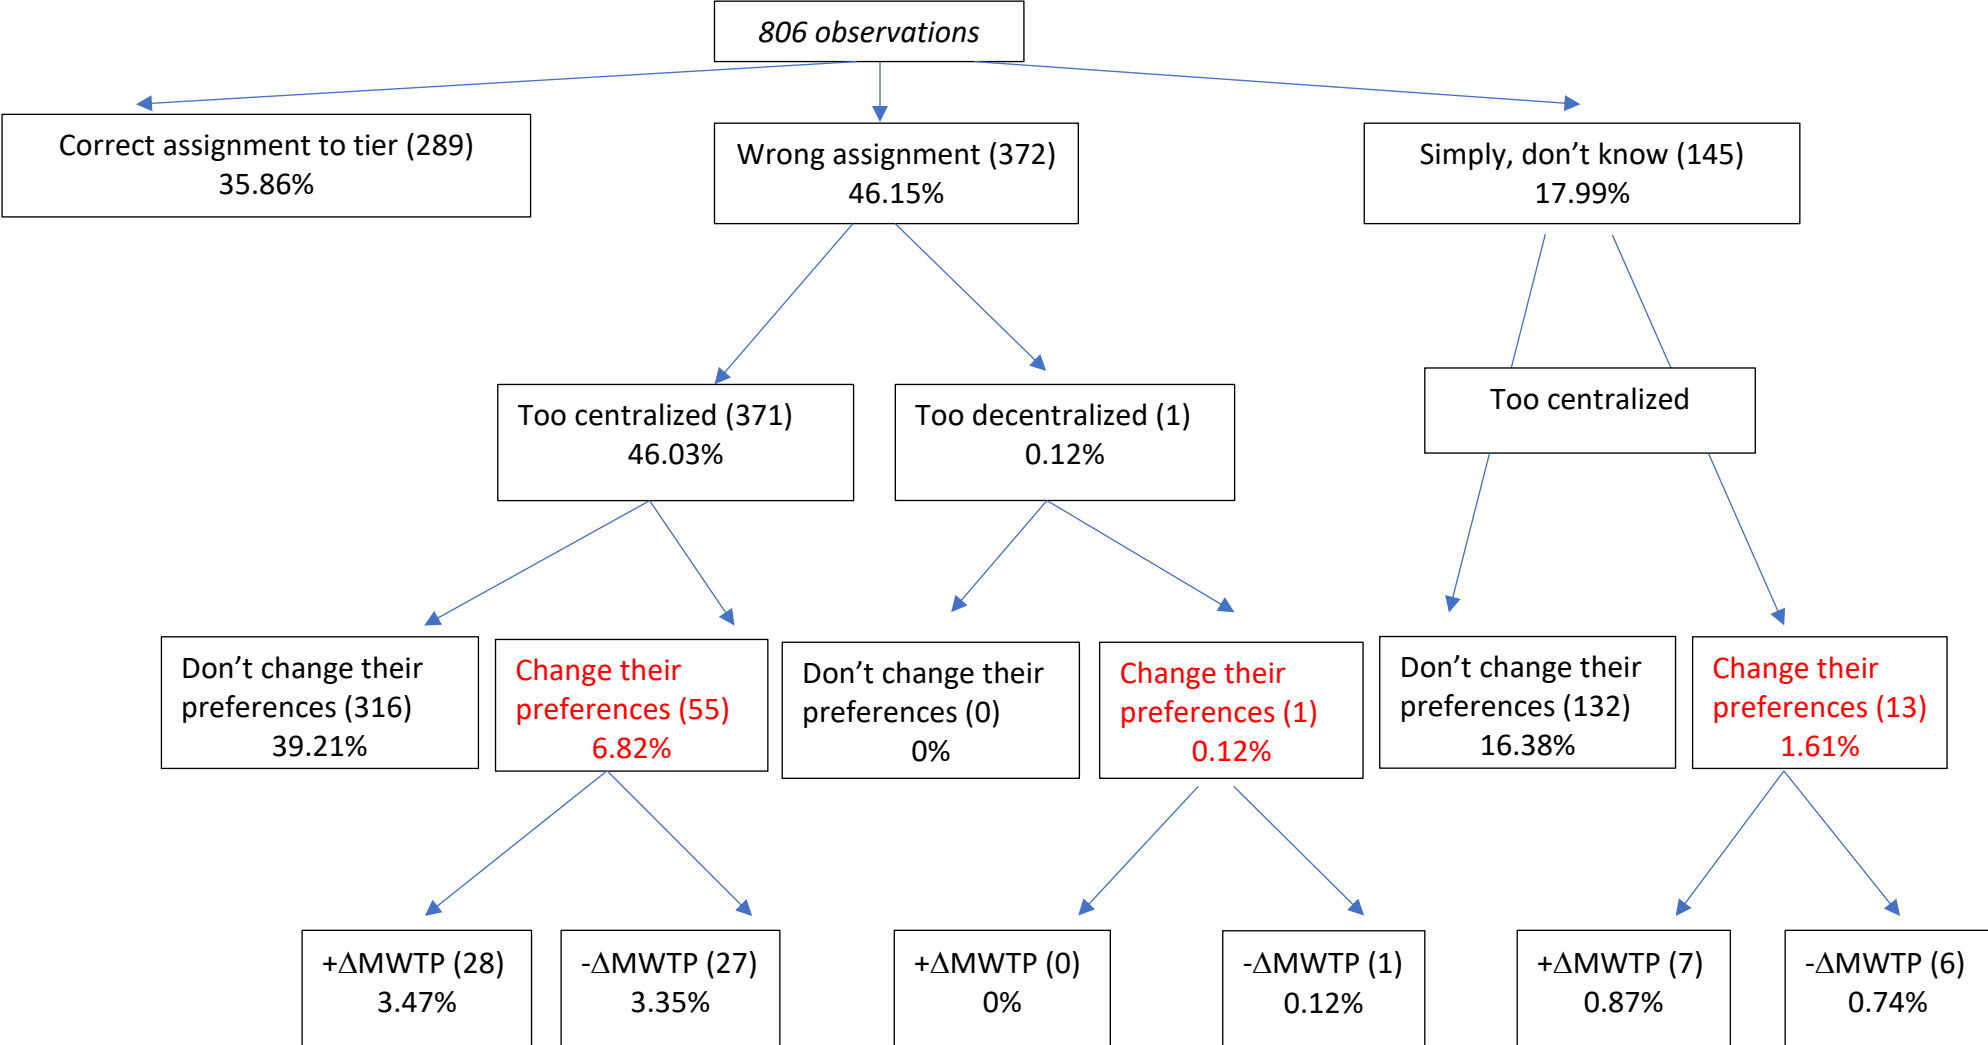 806 observations
Correct assignment to tier (289)
35.86%
Wrong assignment (372)
46.15%
Simply, don’t know (145)
17.99%
Too centralized (371)
46.03%
Too decentralized (1)
0.12%
Too centralized
Don’t change their
preferences (316)
39.21%
Change their
preferences (55)
6.82%
Don’t change their
preferences (0)
0%
Change their
preferences (1)
0.12%
Don’t change their
preferences (132)
16.38%
Change their
preferences (13)
1.61%
+ΔMWTP (28)
3.47%
-ΔMWTP (27)
3.35%
+ΔMWTP (0)
0%
-ΔMWTP (1)
0.12%
+ΔMWTP (7)
0.87%
-ΔMWTP (6)
0.74%